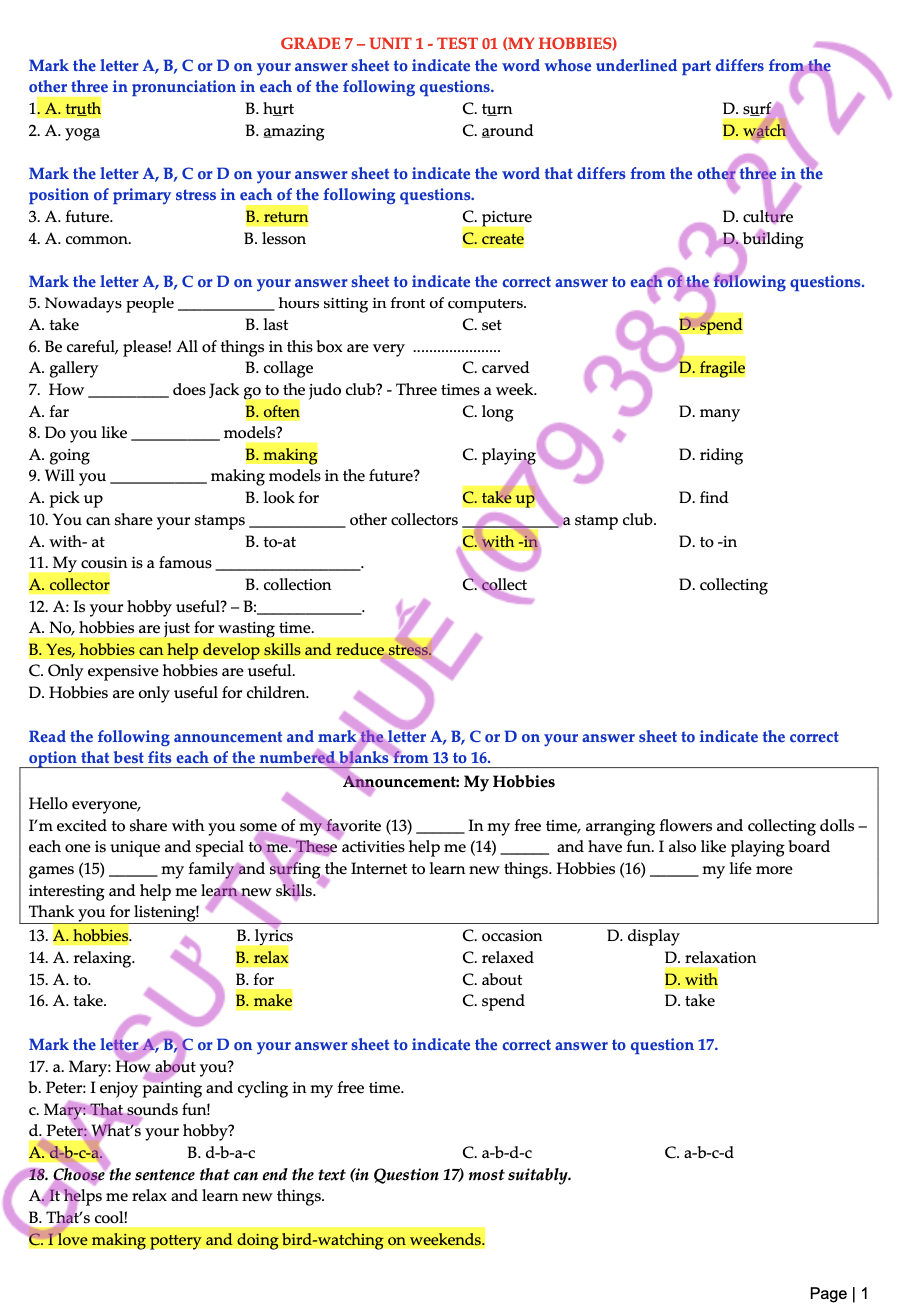 GRADE 7 – UNIT 1 - TEST 01 (MY HOBBIES)
Mark the letter A, B, C or D on your answer sheet to indicate the word whose underlined part differs from the
other three in pronunciation in each of the following questions.
1. A. truth B. hurt C. turn D. surf
2. A. yoga B. amazing C. around D. watch
Mark the letter A, B, C or D on your answer sheet to indicate the word that differs from the other three in the
position of primary stress in each of the following questions.
3. A. future. B. return C. picture D. culture
4. A. common. B. lesson C. create D. building
Mark the letter A, B, C or D on your answer sheet to indicate the correct answer to each of the following questions.
5. Nowadays people ____________ hours sitting in front of computers.
A. take B. last C. set D. spend
6. Be careful, please! All of things in this box are very ......................
A. gallery B. collage C. carved D. fragile
7. How __________ does Jack go to the judo club? - Three times a week.
A. far B. often C. long D. many
8. Do you like ___________ models?
A. going B. making C. playing D. riding
9. Will you ____________ making models in the future?
A. pick up B. look for C. take up D. find
10. You can share your stamps ____________ other collectors ____________ a stamp club.
A. with- at B. to-at C. with -in D. to -in
11. My cousin is a famous __________________.
A. collector B. collection C. collect D. collecting
12. A: Is your hobby useful? – B:_____________.
A. No, hobbies are just for wasting time.
B. Yes, hobbies can help develop skills and reduce stress.
C. Only expensive hobbies are useful.
D. Hobbies are only useful for children.
Read the following announcement and mark the letter A, B, C or D on your answer sheet to indicate the correct
option that best fits each of the numbered blanks from 13 to 16.
Announcement: My Hobbies
Hello everyone,
I'm excited to share with you some of my favorite (13) ______ In my free time, arranging flowers and collecting dolls –
each one is unique and special to me. These activities help me (14) ______ and have fun. I also like playing board
games (15) ______ my family and surfing the Internet to learn new things. Hobbies (16) ______ my life more
interesting and help me learn new skills.
Thank you for listening!
13. A. hobbies. B. lyrics C. occasion D. display
14. A. relaxing. B. relax C. relaxed D. relaxation
15. A. to. B. for C. about D. with
16. A. take. B. make C. spend D. take
Mark the letter A, B, C or D on your answer sheet to indicate the correct answer to question 17.
17. a. Mary: How about you?
b. Peter: I enjoy painting and cycling in my free time.
c. Mary: That sounds fun!
d. Peter: What's your hobby?
A. d-b-c-a. B. d-b-a-c C. a-b-d-c C. a-b-c-d
18. Choose the sentence that can end the text (in Question 17) most suitably.
A. It helps me relax and learn new things.
B. That's cool!
C. I love making pottery and doing bird-watching on weekends.
Page | 1
GIA SƯ TẠI HUẾ (079.3833.272)